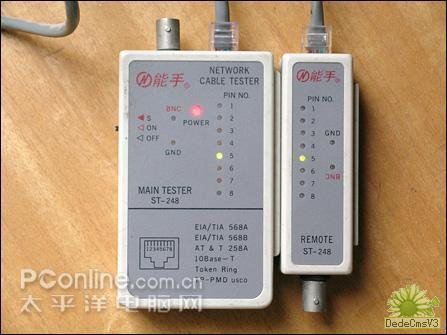 能手®
NETWORK
CABLE TESTER
PIN NO.
BNC
POWER
S
ON
OFF
GND
1
2
3
4
5
6
7
8
MAIN TESTER
ST-248
EIA/TIA 568A
EIA/TIA 568B
AT & T 258A
10Base-T
Token Ring
TP-PMD usco
12345678
能手®
PIN NO.
1
2
3
4
5
6
7
8
GND
BNC
REMOTE
ST-248
PConline.com.cn
太平洋电脑网
DedeCmsV3